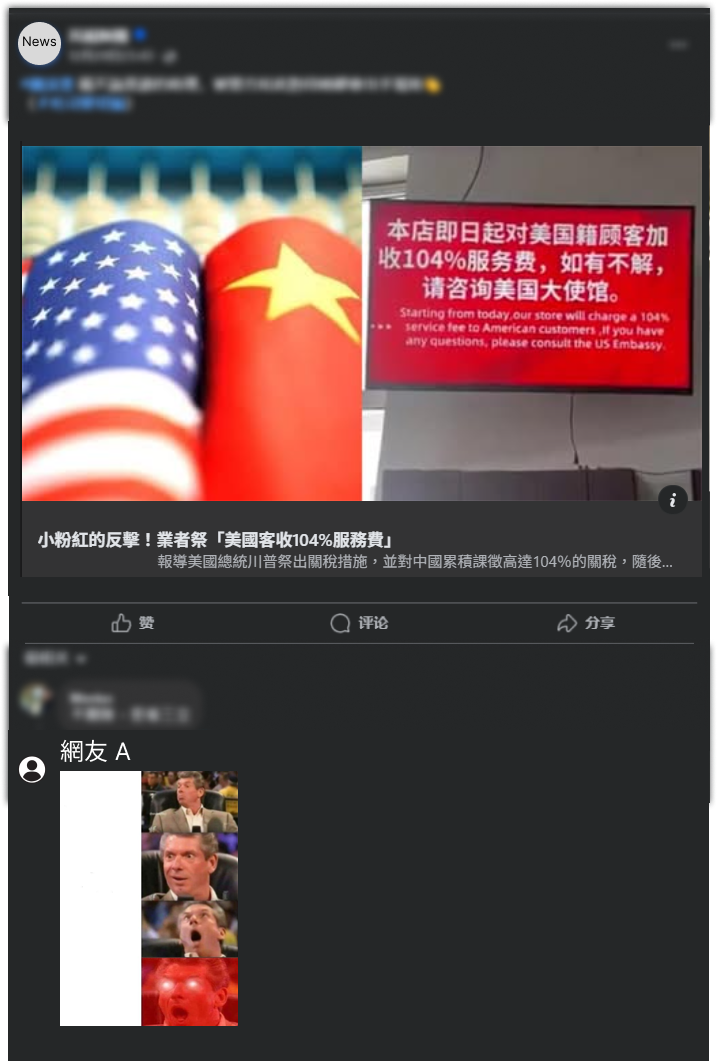 News
本店即日起对美国籍顾客加
收104%服务费，如有不解，
请咨询美国大使馆。
Starting from today,our store will charge a 104%
service fee to American customers ,If you have
any questions, please consult the US Embassy.
小粉紅的反擊！業者祭「美國客收104%服務費」
報導美國總統川普祭出關稅措施，並對中國累積課徵高達104%的關稅，隨後...
赞
评论
分享
網友 A